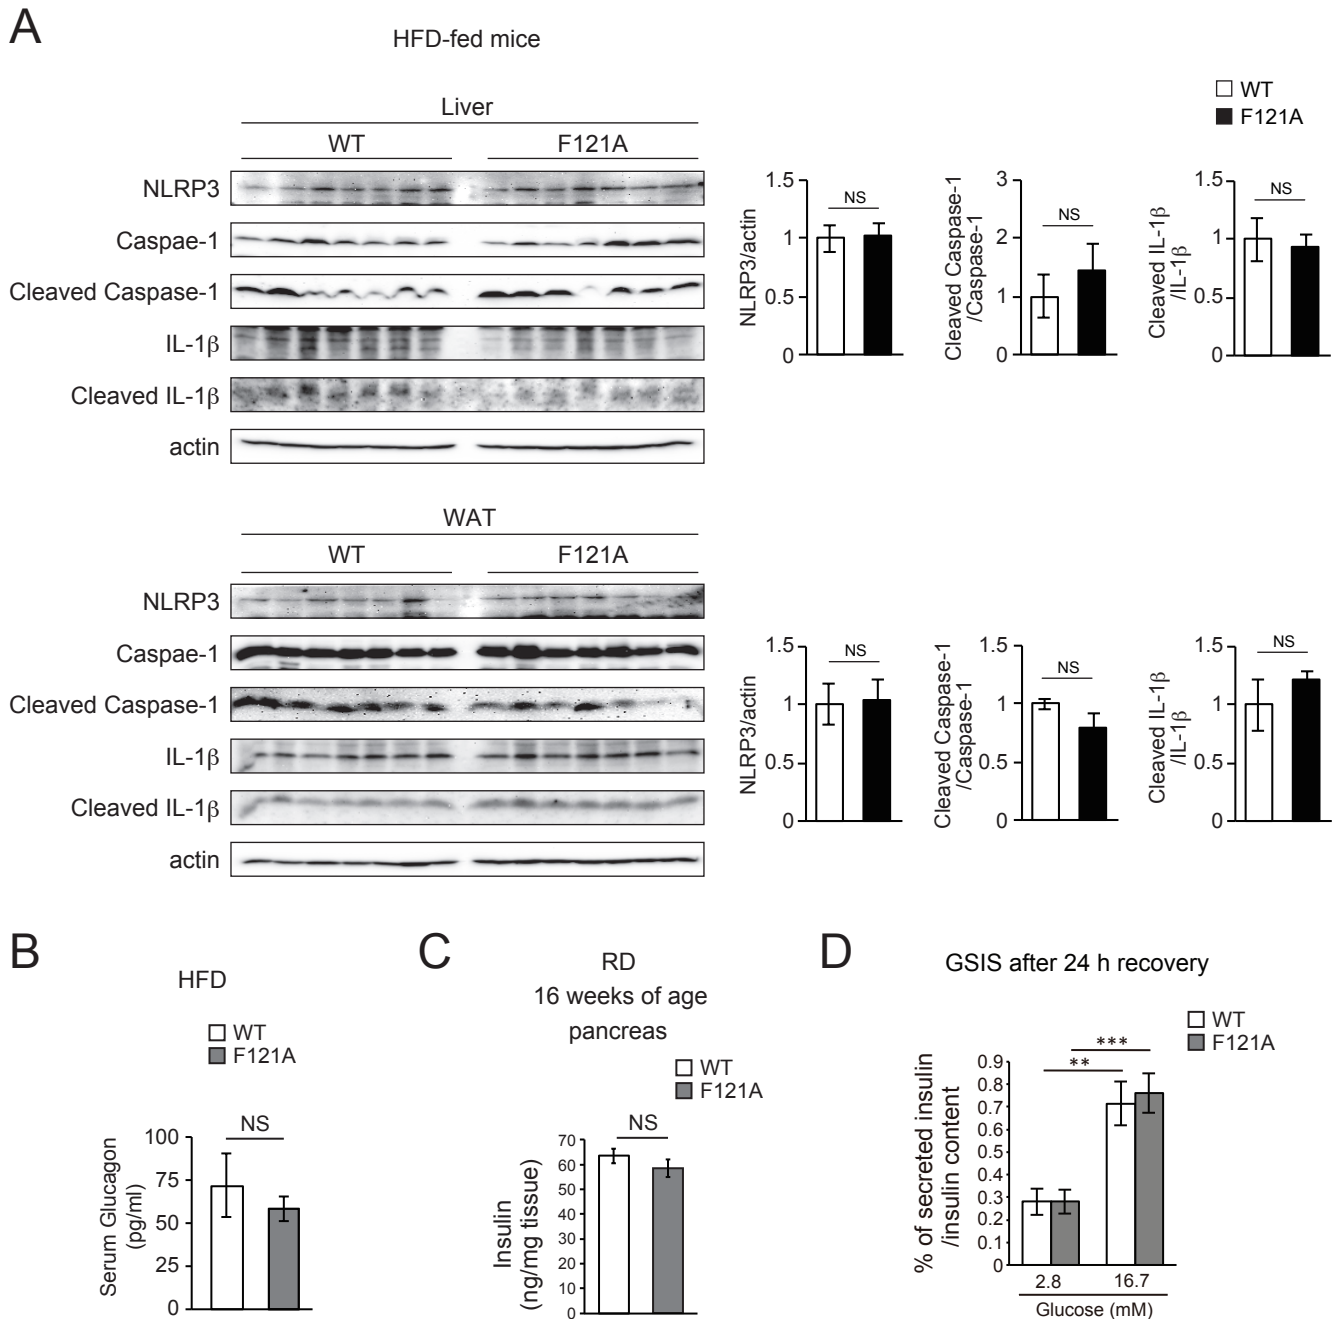 A
HFD-fed mice
WT
F121A
Liver
WT F121A
NLRP3
Caspae-1
Cleaved Caspase-1
IL-1β
Cleaved IL-1β
actin
NLRP3/actin
1.5
1
0.5
0
NS
Cleaved Caspase-1
/Caspase-1
3
2
1
0
NS
Cleaved IL-1β
/IL-1β
1.5
1
0.5
0
NS
WAT
WT F121A
NLRP3
Caspae-1
Cleaved Caspase-1
IL-1β
Cleaved IL-1β
actin
NLRP3/actin
1.5
1
0.5
0
NS
Cleaved Caspase-1
/Caspase-1
1.5
1
0.5
0
NS
Cleaved IL-1β
/IL-1β
1.5
1
0.5
0
NS
B
HFD
WT
F121A
Serum Glucagon
(pg/ml)
100
75
50
25
0
NS
C
RD
16 weeks of age
pancreas
WT
F121A
Insulin
(ng/mg tissue)
70
60
50
40
30
20
10
0
NS
D
GSIS after 24 h recovery
WT
F121A
% of secreted insulin
/insulin content
0.9
0.8
0.7
0.6
0.5
0.4
0.3
0.2
0.1
0
***
**
2.8 16.7
Glucose (mM)